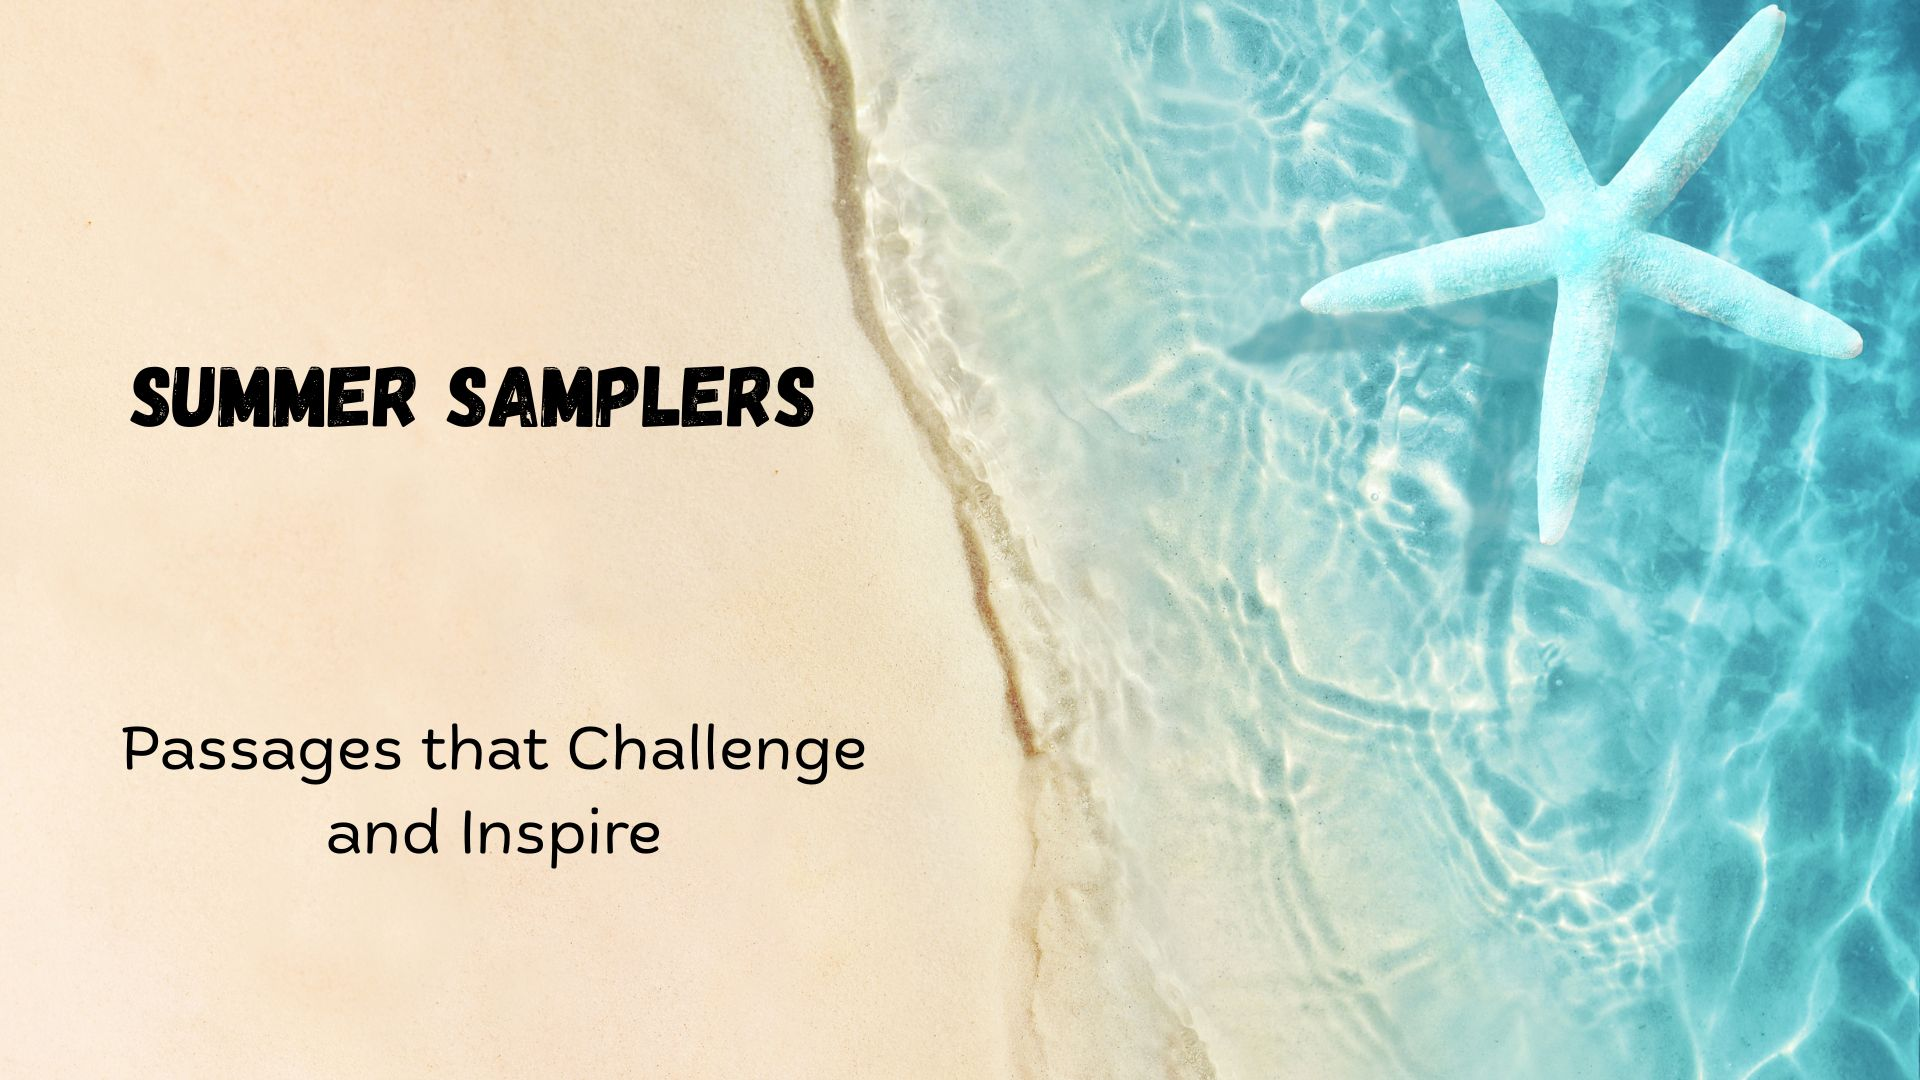 SUMMER SAMPLERS
Passages that Challenge
and Inspire